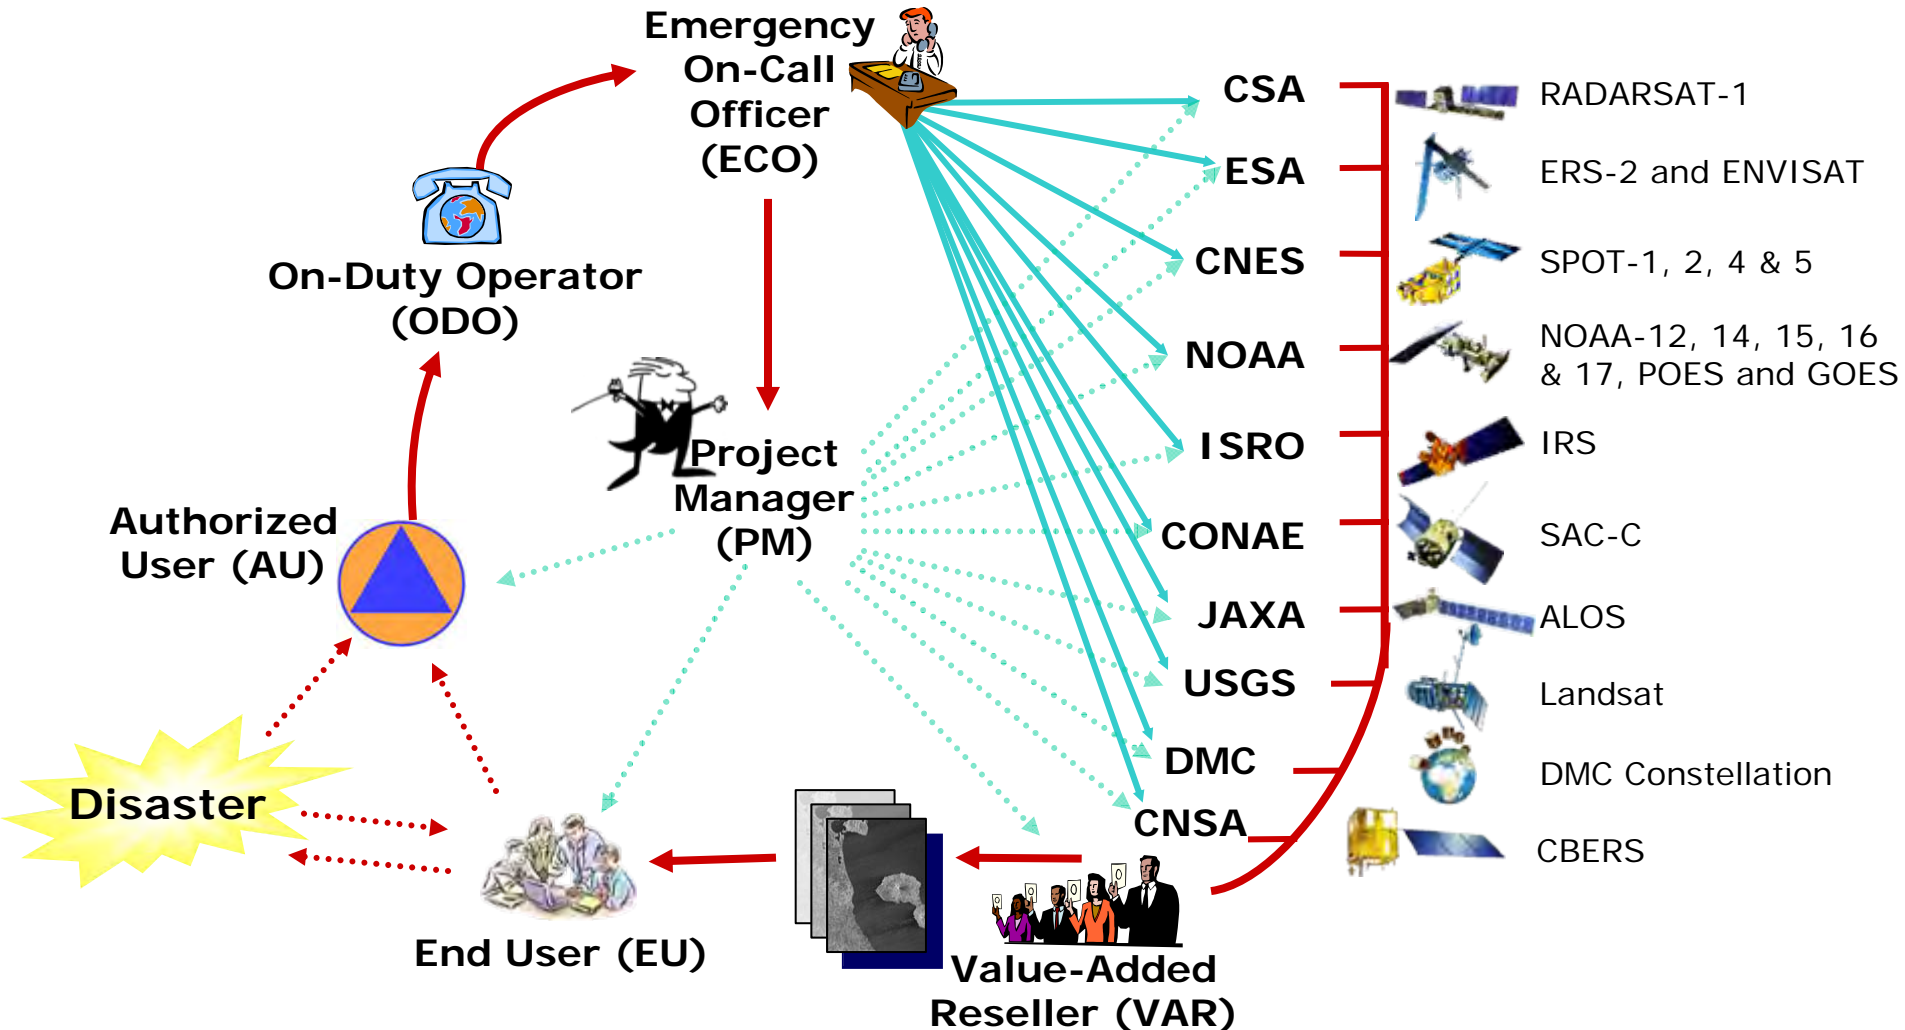 Emergency
On-Call
Officer
(ECO)
On-Duty Operator
(ODO)
Project
Manager
(PM)
Authorized
User (AU)
Disaster
End User (EU)
Value-Added
Reseller (VAR)
CSA
RADARSAT-1
ESA
ERS-2 and ENVISAT
CNES
SPOT-1, 2, 4 & 5
NOAA
NOAA-12, 14, 15, 16
& 17, POES and GOES
ISRO
IRS
CONAE
SAC-C
JAXA
ALOS
USGS
Landsat
DMC
DMC Constellation
CNSA
CBERS